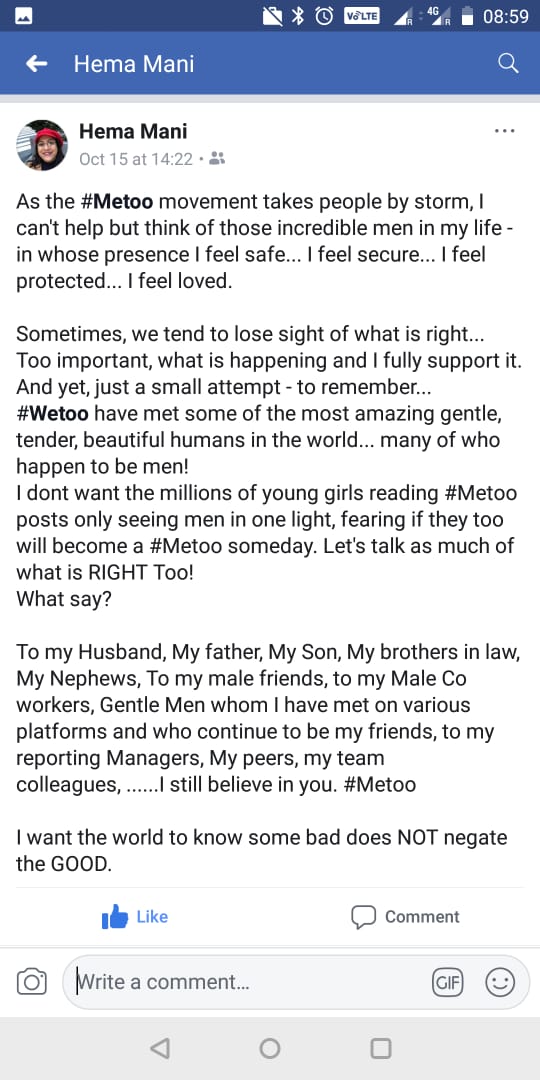 VoLTE R 4G R 08:59
Hema Mani
Hema Mani
Oct 15 at 14:22 •
As the #Metoo movement takes people by storm, I
can't help but think of those incredible men in my life -
in whose presence I feel safe... I feel secure... I feel
protected... I feel loved.
Sometimes, we tend to lose sight of what is right...
Too important, what is happening and I fully support it.
And yet, just a small attempt - to remember...
#Wetoo have met some of the most amazing gentle,
tender, beautiful humans in the world... many of who
happen to be men!
I dont want the millions of young girls reading #Metoo
posts only seeing men in one light, fearing if they too
will become a #Metoo someday. Let's talk as much of
what is RIGHT Too!
What say?
To my Husband, My father, My Son, My brothers in law,
My Nephews, To my male friends, to my Male Co
workers, Gentle Men whom I have met on various
platforms and who continue to be my friends, to my
reporting Managers, My peers, my team
colleagues, ......I still believe in you. #Metoo
I want the world to know some bad does NOT negate
the GOOD.
Like Comment
Write a comment... GIF